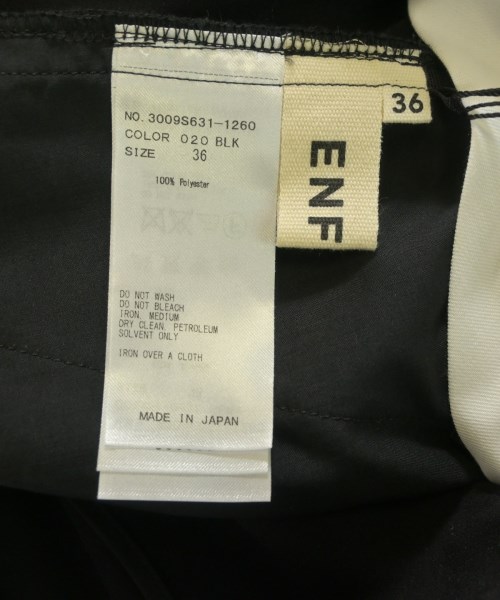 NO. 3009S631-1260
COLOR 020 BLK
SIZE 36
100% Polyester
DO NOT WASH
DO NOT BLEACH
IRON, MEDIUM
DRY CLEAN, PETROLEUM
SOLVENT ONLY
IRON OVER A CLOTH
MADE IN JAPAN
ENF
36